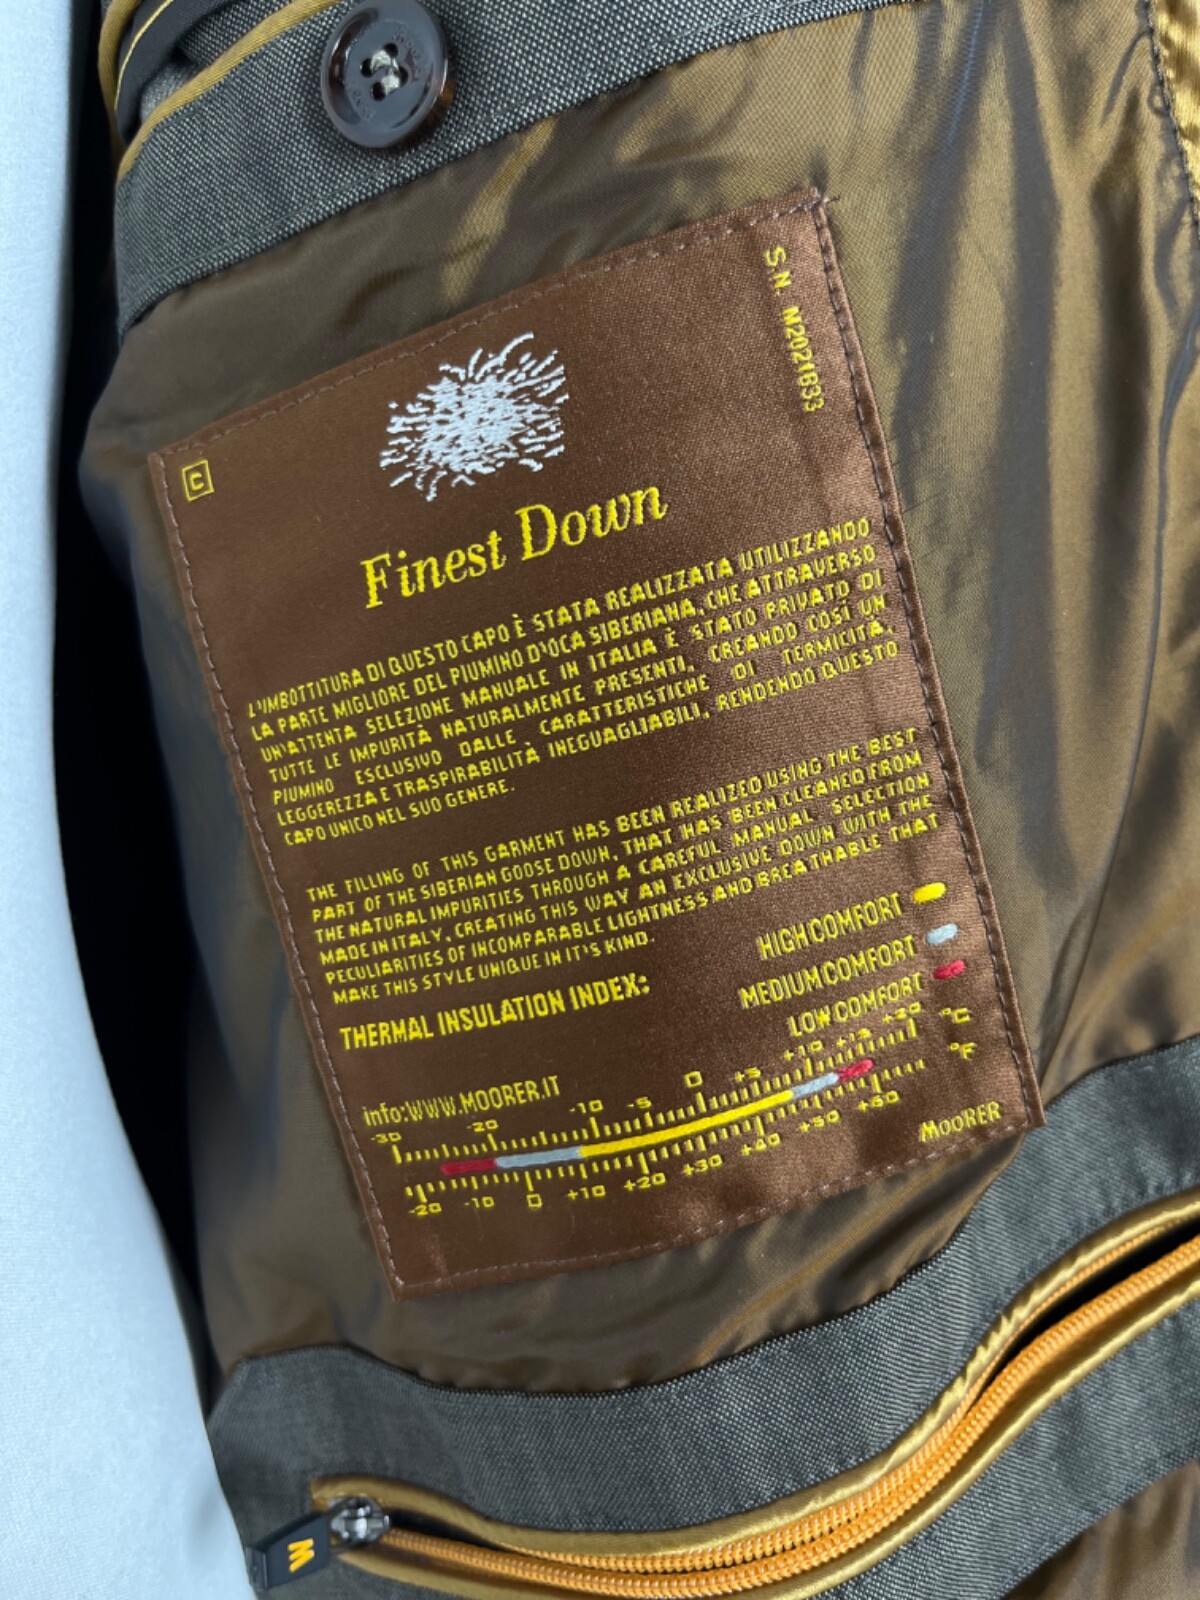 S.N. M2021833
C
Finest Down
L'IMBOTTITURA DI QUESTO CAPO È STATA REALIZZATA UTILIZZANDO
LA PARTE MIGLIORE DEL PIUMINO D'OCA SIBERIANA, CHE ATTRAVERSO
UN'ATTENTA SELEZIONE MANUALE IN ITALIA È STATO PRIVATO DI
TUTTE LE IMPURITÀ NATURALMENTE PRESENTI, CREANDO COSÌ UN
PIUMINO ESCLUSIVO DALLE CARATTERISTICHE DI TERMICITÀ,
LEGGEREZZA E TRASPIRABILITÀ INEGUAGLIABILI, RENDENDO QUESTO
CAPO UNICO NEL SUO GENERE.
THE FILLING OF THIS GARMENT HAS BEEN REALIZED USING THE BEST
PART OF THE SIBERIAN GOOSE DOWN, THAT HAS BEEN CLEANED FROM
THE NATURAL IMPURITIES THROUGH A CAREFUL MANUAL SELECTION
MADE IN ITALY, CREATING THIS WAY AN EXCLUSIVE DOWN WITH THE
PECULIARITIES OF INCOMPARABLE LIGHTNESS AND BREATHABLE THAT
MAKE THIS STYLE UNIQUE IN IT'S KIND.
HIGH COMFORT
THERMAL INSULATION INDEX:
MEDIUM COMFORT
LOW COMFORT
info:WWW.MOORER.IT
-30 -20 -10 -5 0 +5 +10 +15 +20 °C
-20 -10 0 +10 +20 +30 +40 +50 +60 °F
MOORER
M